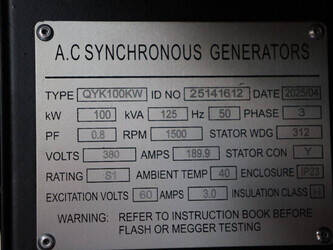 A.C SYNCHRONOUS GENERATORS
TYPE QYK100KW ID NO 25141612 DATE 2025/04
kW 100 kVA 125 Hz 50 PHASE 3
PF 0.8 RPM 1500 STATOR WDG 312
VOLTS 380 AMPS 189.9 STATOR CON Y
RATING S1 AMBIENT TEMP 40 ENCLOSURE IP23
EXCITATION VOLTS 60 AMPS 3.0 INSULATION CLASS H
WARNING: REFER TO INSTRUCTION BOOK BEFORE
FLASH OR MEGGER TESTING